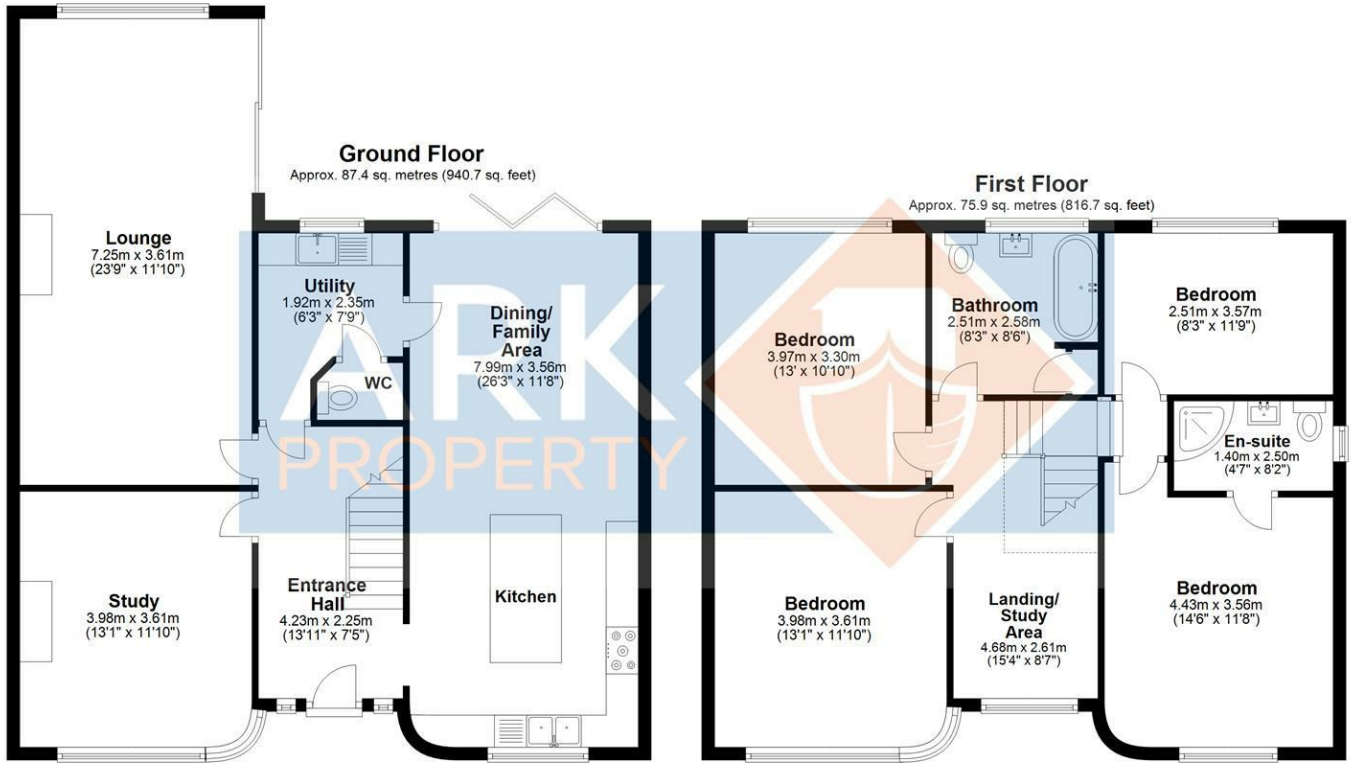 Ground Floor
Approx. 87.4 sq. metres (940.7 sq. feet)
Lounge
7.25m x 3.61m
(23'9" x 11'10")
Utility
1.92m x 2.35m
(6'3" x 7'9")
WC
Dining/
Family
Area
7.99m x 3.56m
(26'3" x 11'8")
Study
3.98m x 3.61m
(13'1" x 11'10")
Entrance
Hall
4.23m x 2.25m
(13'11" x 7'5")
Kitchen
First Floor
Approx. 75.9 sq. metres (816.7 sq. feet)
Bedroom
3.97m x 3.30m
(13' x 10'10")
Bathroom
2.51m x 2.58m
(8'3" x 8'6")
Bedroom
2.51m x 3.57m
(8'3" x 11'9")
En-suite
1.40m x 2.50m
(4'7" x 8'2")
Bedroom
3.98m x 3.61m
(13'1" x 11'10")
Landing/
Study
Area
4.68m x 2.61m
(15'4" x 8'7")
Bedroom
4.43m x 3.56m
(14'6" x 11'8")
ARK
PROPERTY